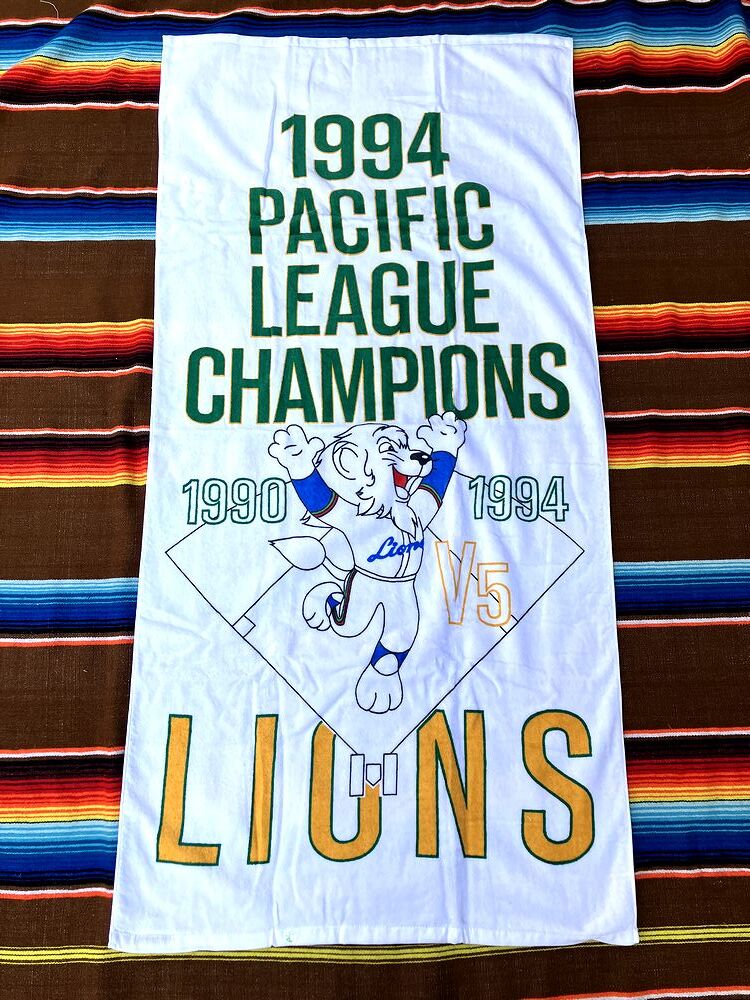 1994
PACIFIC
LEAGUE
CHAMPIONS
1990 1994
Lions
V5
LIONS